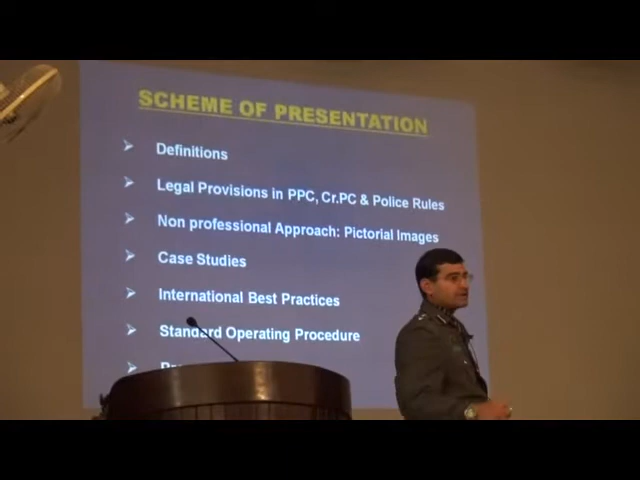 SCHEME OF PRESENTATION
Definitions
Legal Provisions in PPC, Cr.PC & Police Rules
Non professional Approach: Pictorial Images
Case Studies
International Best Practices
Standard Operating Procedure